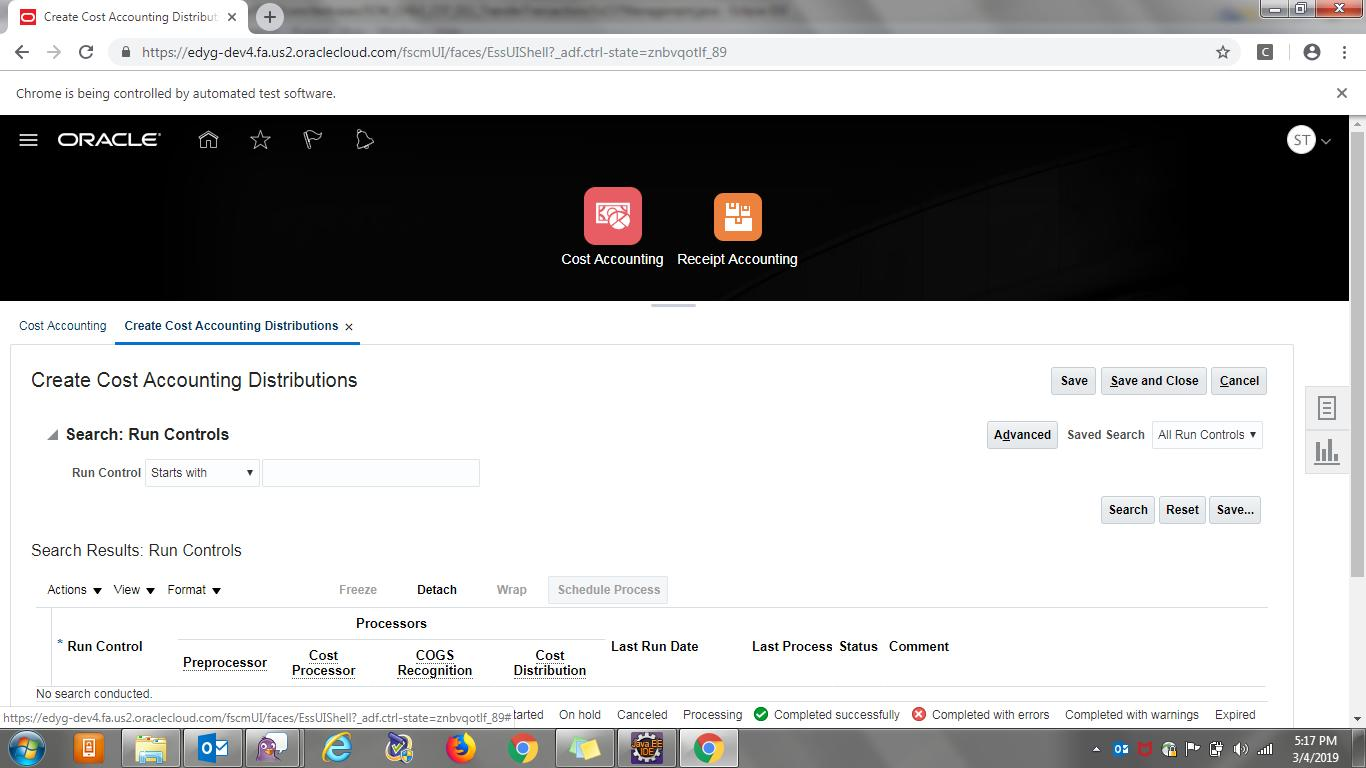 Create Cost Accounting Distribut
https://edyg-dev4.fa.us2.oraclecloud.com/fscmUI/faces/EssUIShell?_adf.ctrl-state=znbvqotlf_89
C
Chrome is being controlled by automated test software.
ORACLE
ST
Cost Accounting
Receipt Accounting
Cost Accounting
Create Cost Accounting Distributions
Create Cost Accounting Distributions
Save
Save and Close
Cancel
Search: Run Controls
Advanced
Saved Search
All Run Controls
Run Control
Starts with
Search
Reset
Save...
Search Results: Run Controls
Actions
View
Format
Freeze
Detach
Wrap
Schedule Process
Processors
* Run Control
Preprocessor
Cost Processor
COGS Recognition
Cost Distribution
Last Run Date
Last Process
Status
Comment
No search conducted.
https://edyg-dev4.fa.us2.oraclecloud.com/fscmUI/faces/EssUIShell?_adf.ctrl-state=znbvqotlf_89#
tarted
On hold
Canceled
Processing
Completed successfully
Completed with errors
Completed with warnings
Expired
Java EE IDE
5:17 PM
3/4/2019